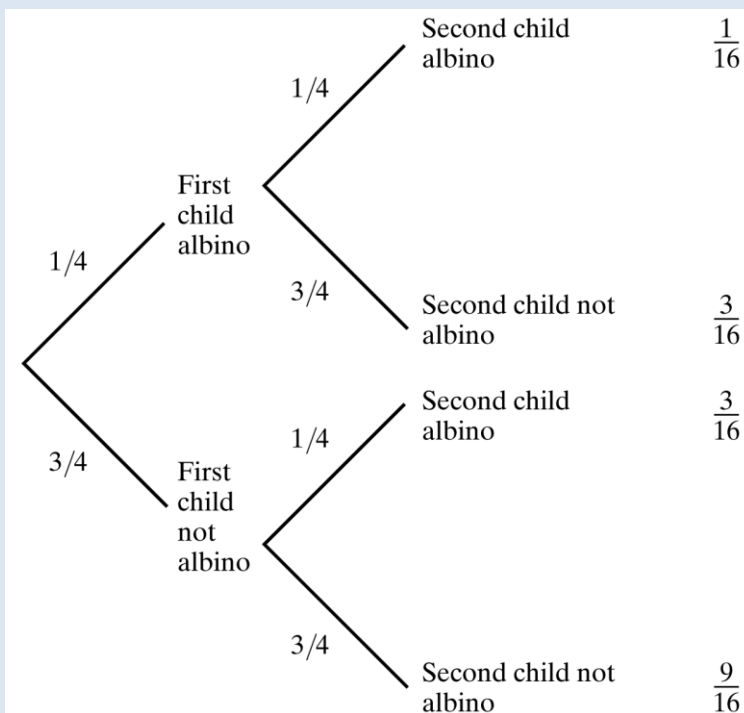 Second child
albino
1
16
1/4
First
child
albino
1/4
3/4
Second child not
albino
3
16
Second child
albino
3
16
1/4
3/4
First
child
not
albino
3/4
Second child not
albino
9
16